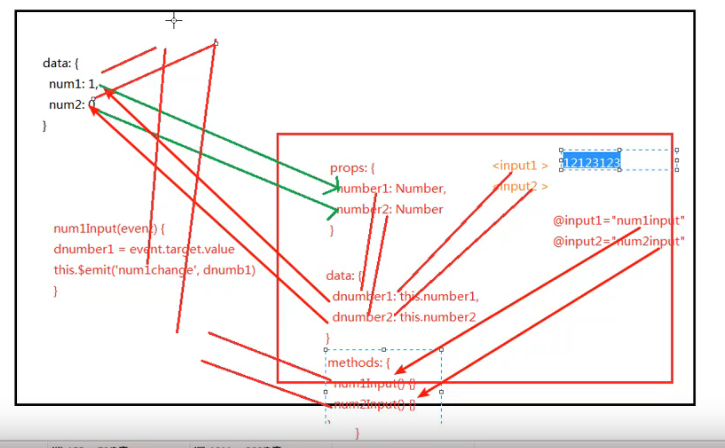 data: {
num1: 1,
num2: 0
}
props: {
number1: Number,
number2: Number
}
<input1 >
<input2 >
12123123
@input1="num1input"
@input2="num2input"
num1Input(event) {
dnumber1 = event.target.value
this.$emit('num1change', dnumb1)
}
data: {
dnumber1: this.number1,
dnumber2: this.number2
}
methods: {
num1Input() {}
num2Input() {}
}